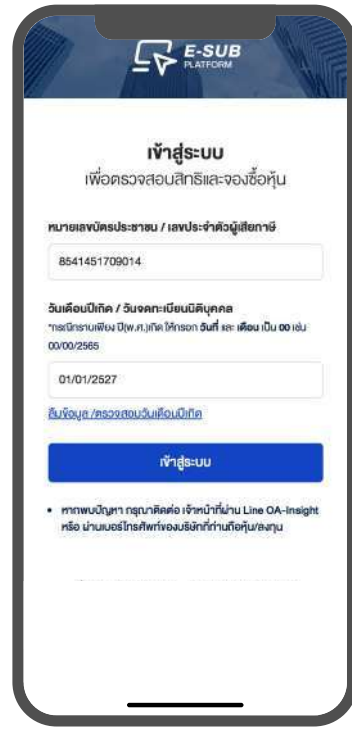 E-SUB
PLATFORM
เข้าสู่ระบบ
เพื่อตรวจสอบสิทธิและจองซื้อหุ้น
หมายเลขบัตรประชาชน / เลขประจำตัวผู้เสียภาษี
8541451709014
วันเดือนปีเกิด / วันจดทะเบียนนิติบุคคล
*กรณีทราบเพียง ปี(พ.ศ.)เกิด ให้กรอก วันที่ และ เดือน เป็น 00 เช่น
00/00/2565
01/01/2527
ลืมข้อมูล /ตรวจสอบวันเดือนปีเกิด
เข้าสู่ระบบ
• หากพบปัญหา กรุณาติดต่อ เจ้าหน้าที่ผ่าน Line OA-Insight
หรือ ผ่านเบอร์โทรศัพท์ของบริษัทที่ท่านถือหุ้น/ลงทุน